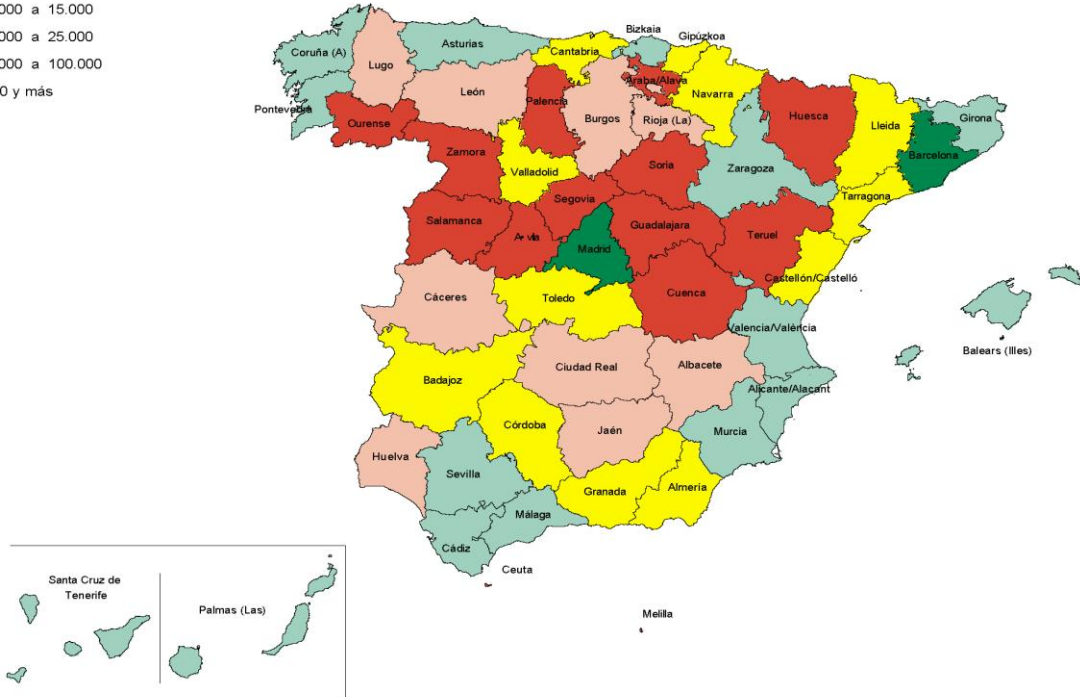 000 a 15.000
000 a 25.000
000 a 100.000
0 y más
Bizkaia
Gipúzkoa
Coruña (A)
Asturias
Cantabria
Lugo
León
Palencia
Burgos
Araba/Alava
Navarra
Pontevedra
Ourense
Rioja (La)
Huesca
Lleida
Girona
Barcelona
Zamora
Valladolid
Soria
Zaragoza
Tarragona
Segovia
Salamanca
Guadalajara
Teruel
Madrid
Castellón/Castelló
Cáceres
Toledo
Cuenca
Valencia/València
Balears (Illes)
Ciudad Real
Albacete
Badajoz
Alicante/Alacant
Córdoba
Jaén
Murcia
Huelva
Sevilla
Granada
Almería
Málaga
Cádiz
Ceuta
Melilla
Santa Cruz de
Tenerife
Palmas (Las)